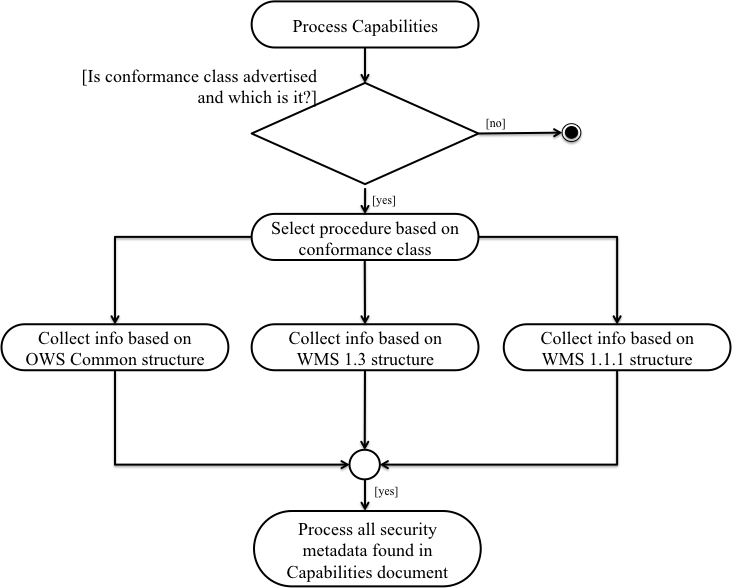 Process Capabilities
[Is conformance class advertised
and which is it?]
[no]
[yes]
Select procedure based on
conformance class
Collect info based on
OWS Common structure
Collect info based on
WMS 1.3 structure
Collect info based on
WMS 1.1.1 structure
[yes]
Process all security
metadata found in
Capabilities document